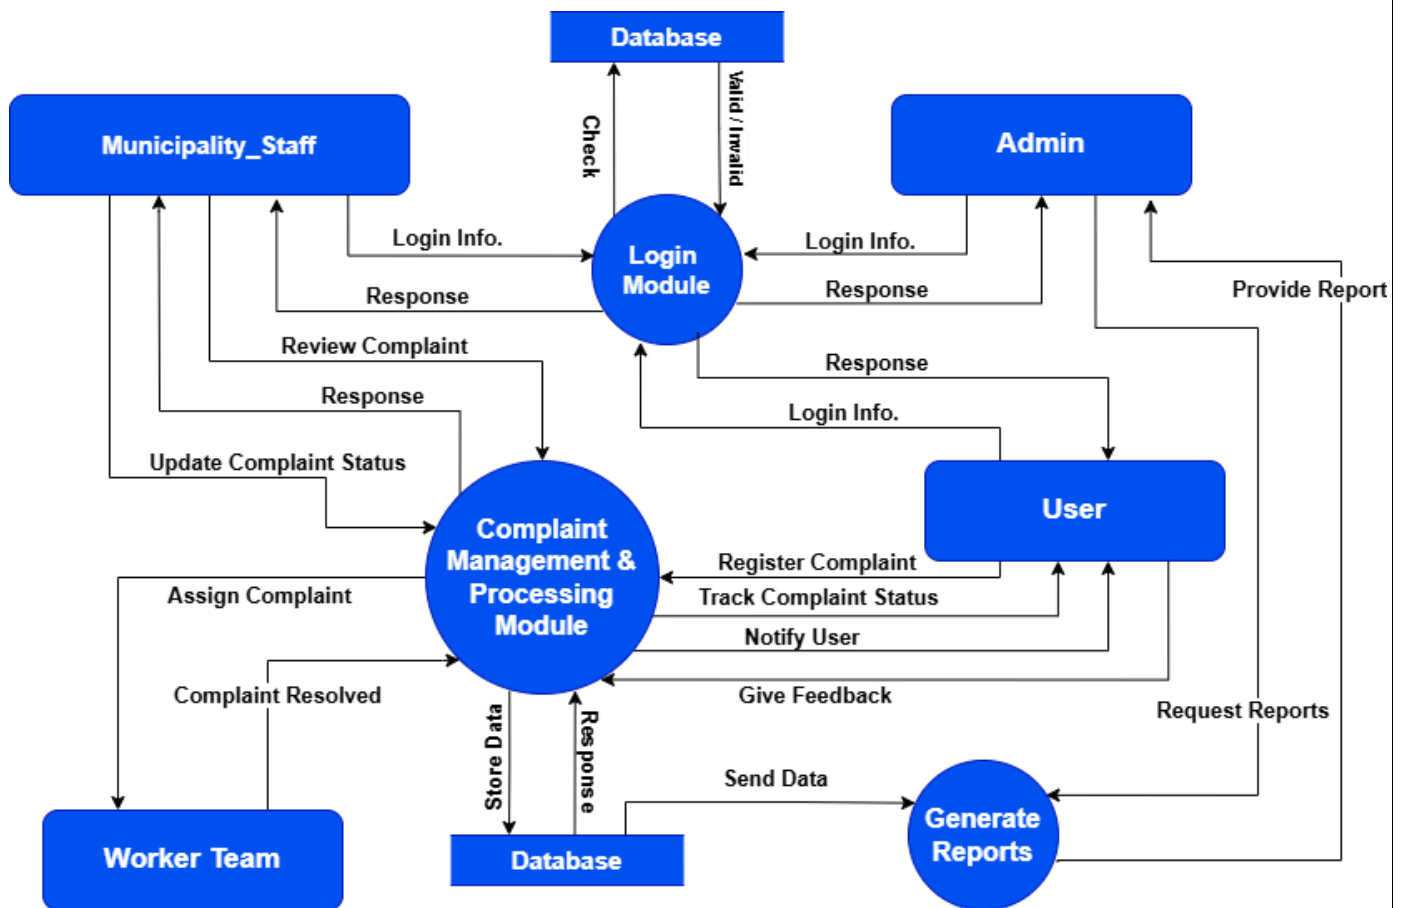 Database
Municipality_Staff
Admin
Check
Valid / Invalid
Login
Module
Login Info.
Login Info.
Response
Response
Provide Report
Review Complaint
Response
Response
Login Info.
Update Complaint Status
User
Complaint
Management &
Processing
Module
Register Complaint
Assign Complaint
Track Complaint Status
Notify User
Complaint Resolved
Give Feedback
Request Reports
Store Data
Response
Send Data
Generate
Reports
Worker Team
Database